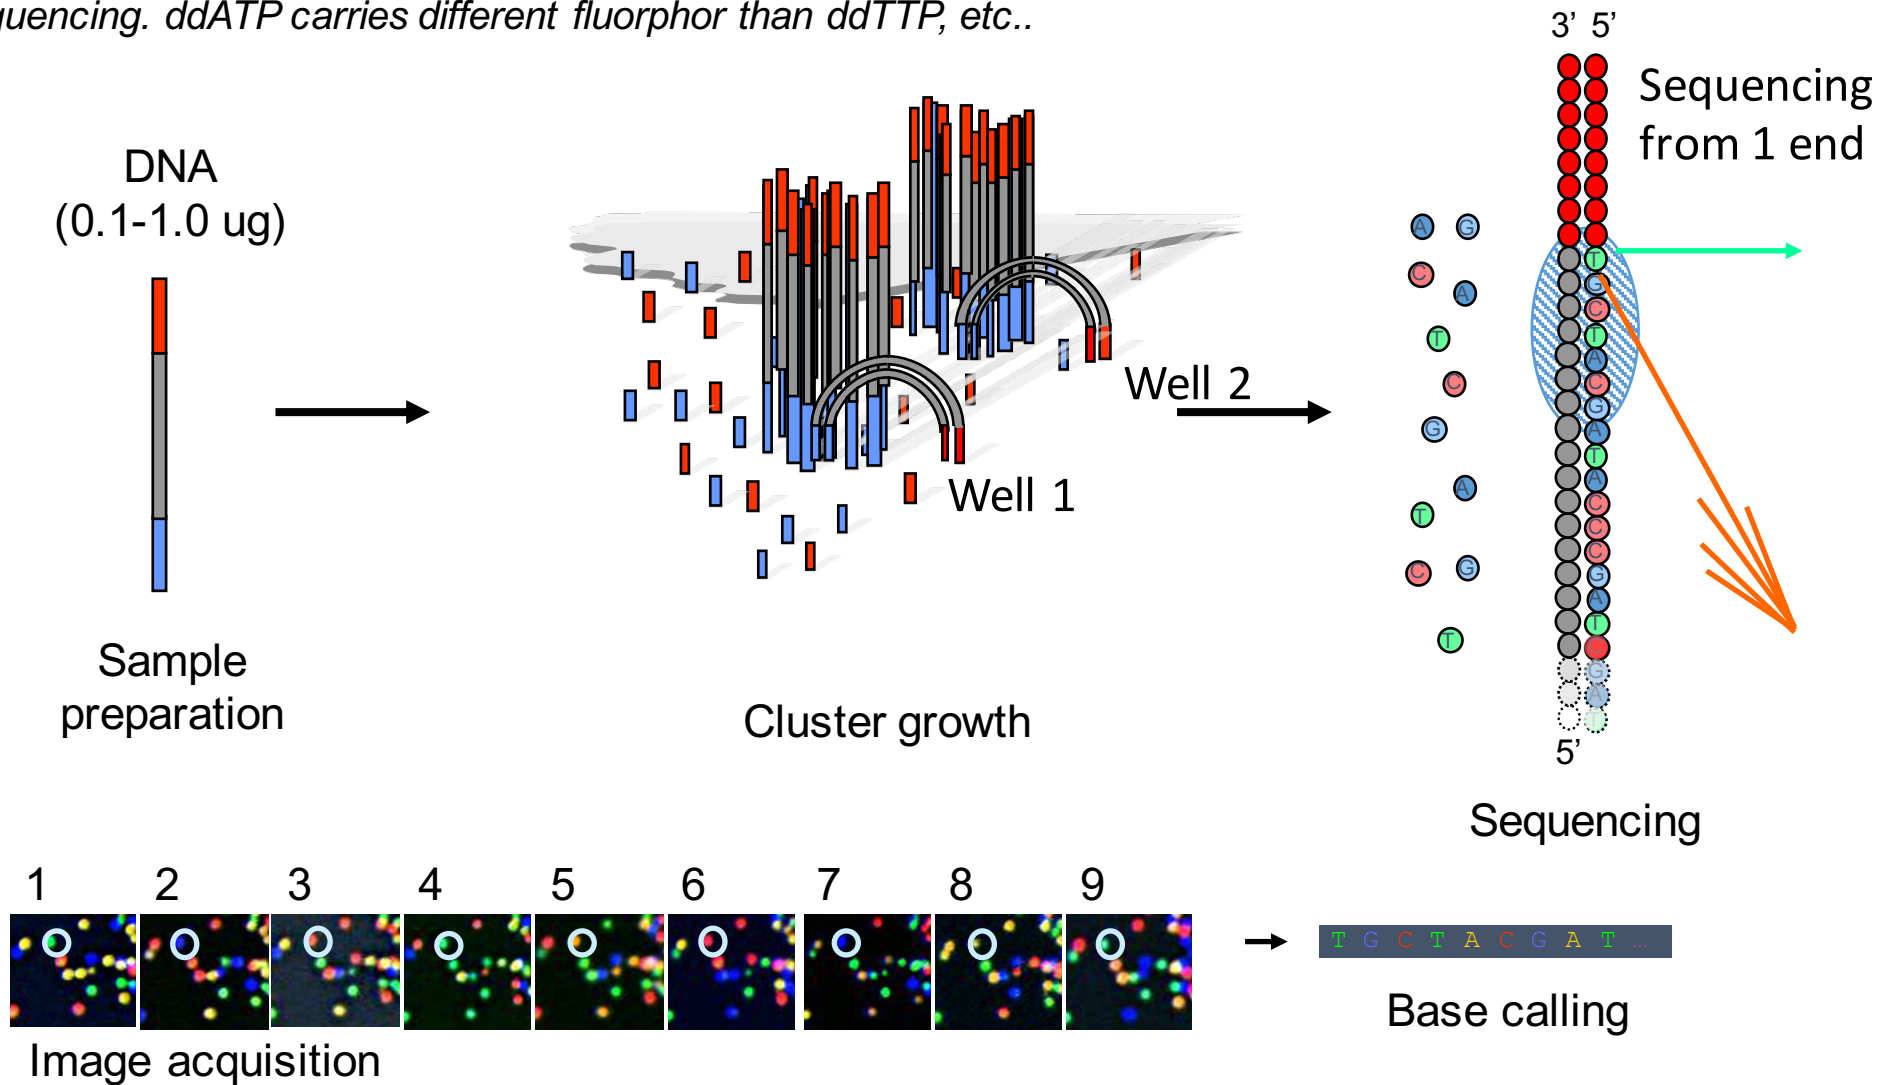 quencing. ddATP carries different fluorphor than ddTTP, etc..
3’ 5’
Sequencing
from 1 end
DNA
(0.1-1.0 ug)
A G
C
A
T
C
G
A
T
C G
T
T
G
C
T
A
C
G
A
T
A
C
C
C
G
A
T
G
A
T
5’
Well 2
Well 1
Sample
preparation
Cluster growth
Sequencing
1 2 3 4 5 6 7 8 9
T G C T A C G A T ...
Base calling
Image acquisition